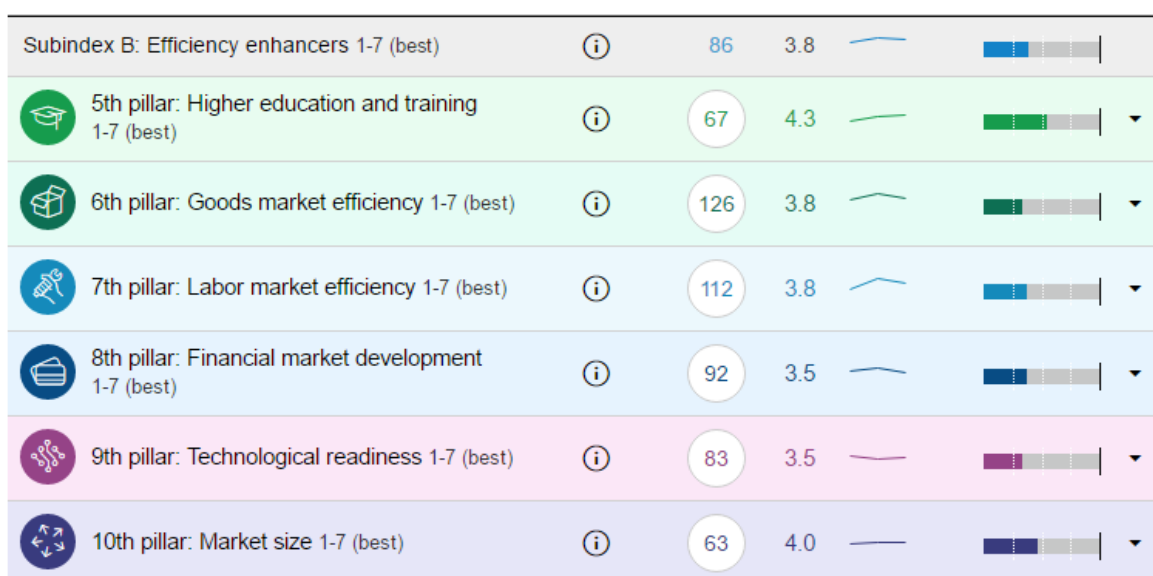 Subindex B: Efficiency enhancers 1-7 (best) 86 3.8
5th pillar: Higher education and training
1-7 (best) 67 4.3
6th pillar: Goods market efficiency 1-7 (best) 126 3.8
7th pillar: Labor market efficiency 1-7 (best) 112 3.8
8th pillar: Financial market development
1-7 (best) 92 3.5
9th pillar: Technological readiness 1-7 (best) 83 3.5
10th pillar: Market size 1-7 (best) 63 4.0